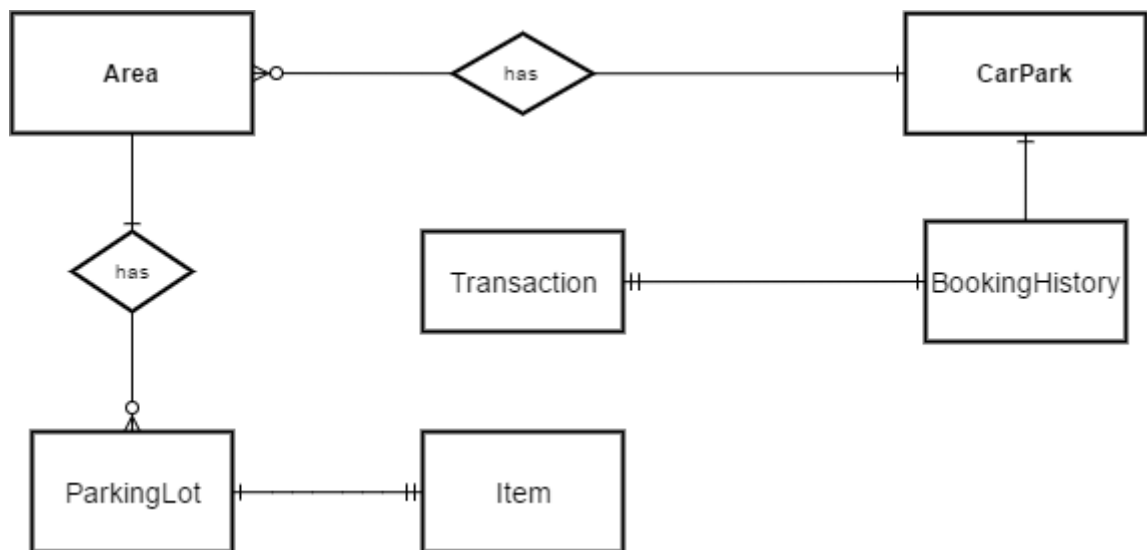 Area
has
CarPark
has
Transaction
BookingHistory
ParkingLot
Item